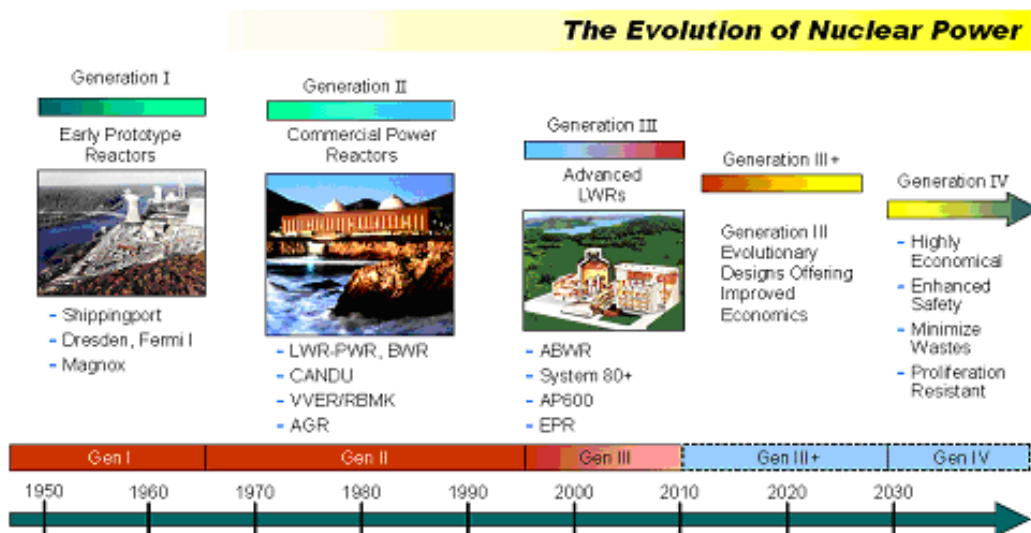 The Evolution of Nuclear Power
Generation I
Early Prototype
Reactors
- Shippingport
- Dresden, Fermi I
- Magnox
Generation II
Commercial Power
Reactors
- LWR-PWR, BWR
- CANDU
- VVER/RBMK
- AGR
Generation III
Advanced
LWRs
- ABWR
- System 80+
- AP600
- EPR
Generation III+
Generation III
Evolutionary
Designs Offering
Improved
Economics
Generation IV
- Highly
Economical
- Enhanced
Safety
- Minimize
Wastes
- Proliferation
Resistant
Gen I
Gen II
Gen III
Gen III+
Gen IV
1950
1960
1970
1980
1990
2000
2010
2020
2030